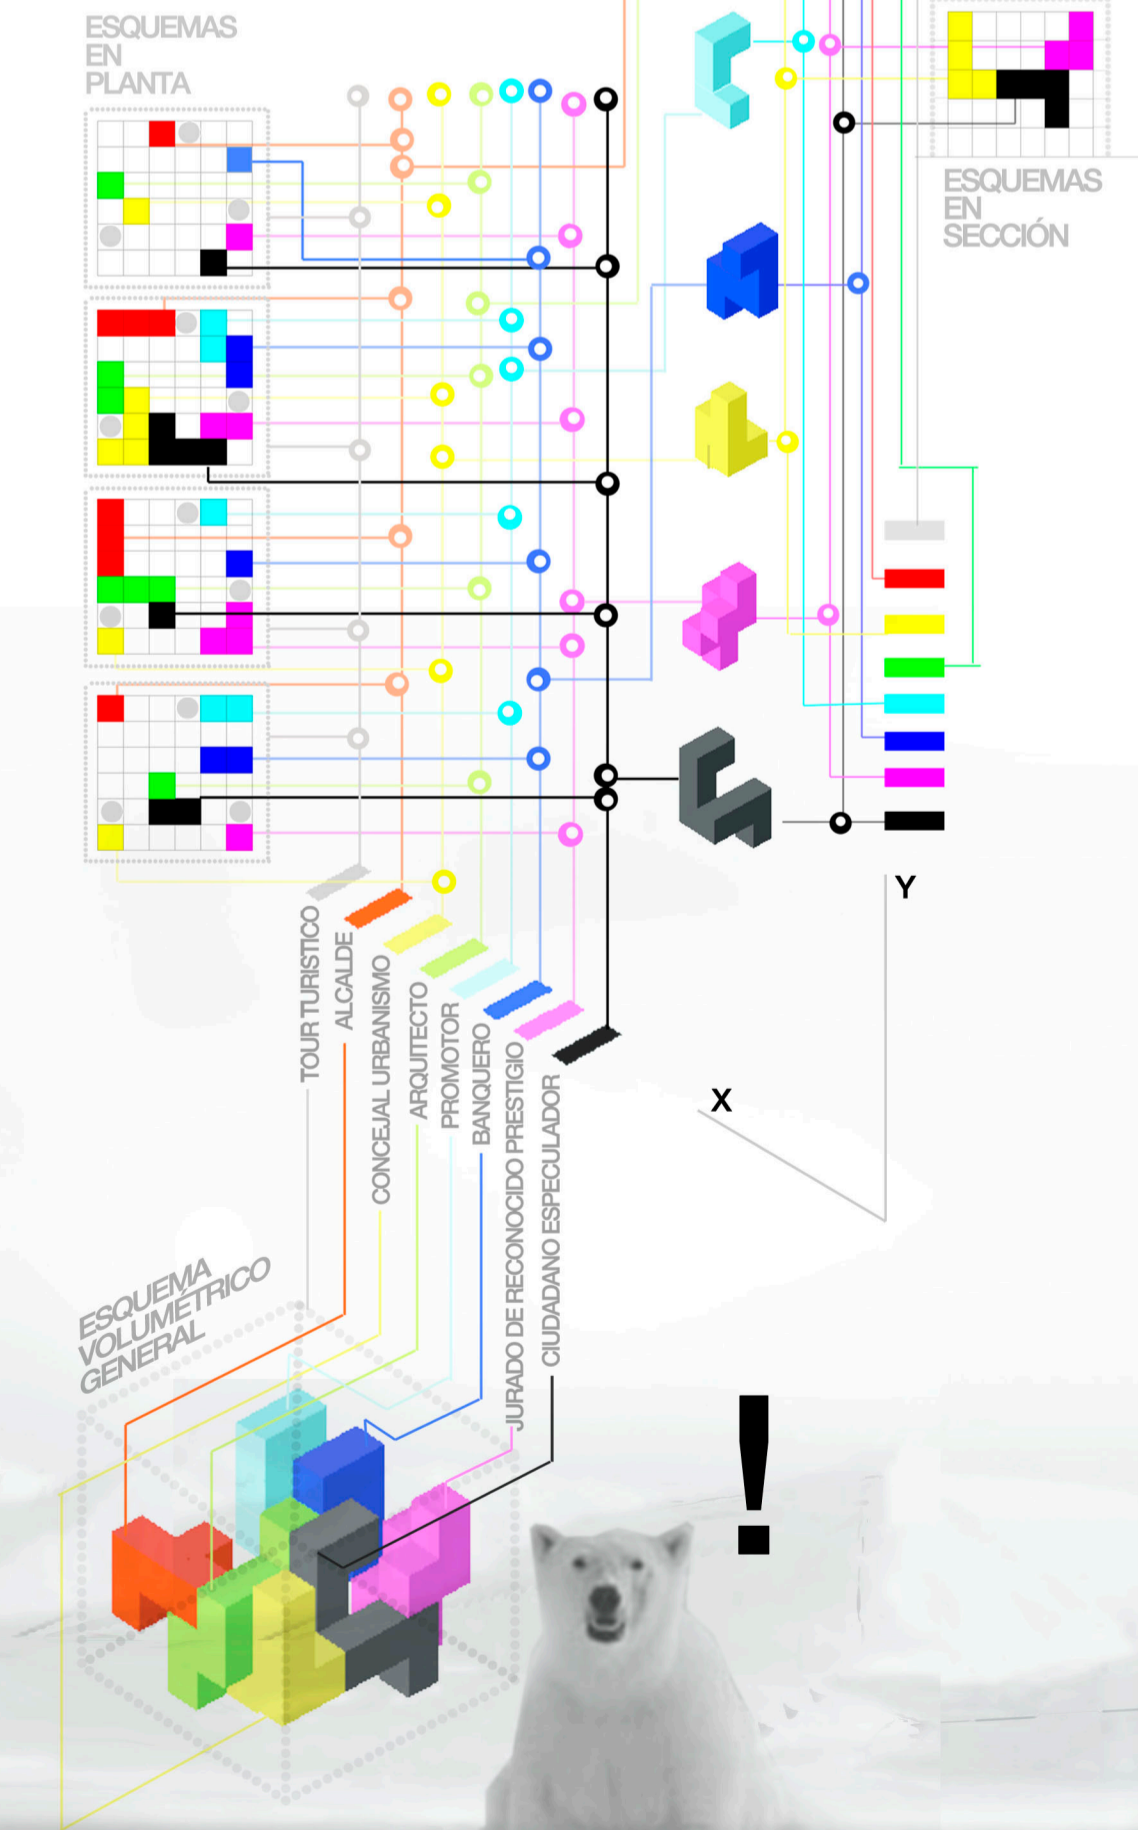 ESQUEMAS
EN
PLANTA
ESQUEMAS
EN
SECCIÓN
Y
X
TOUR TURISTICO
ALCALDE
CONCEJAL URBANISMO
ARQUITECTO
PROMOTOR
BANQUERO
JURADO DE RECONOCIDO PRESTIGIO
CIUDADANO ESPECULADOR
ESQUEMA
VOLUMÉTRICO
GENERAL
!